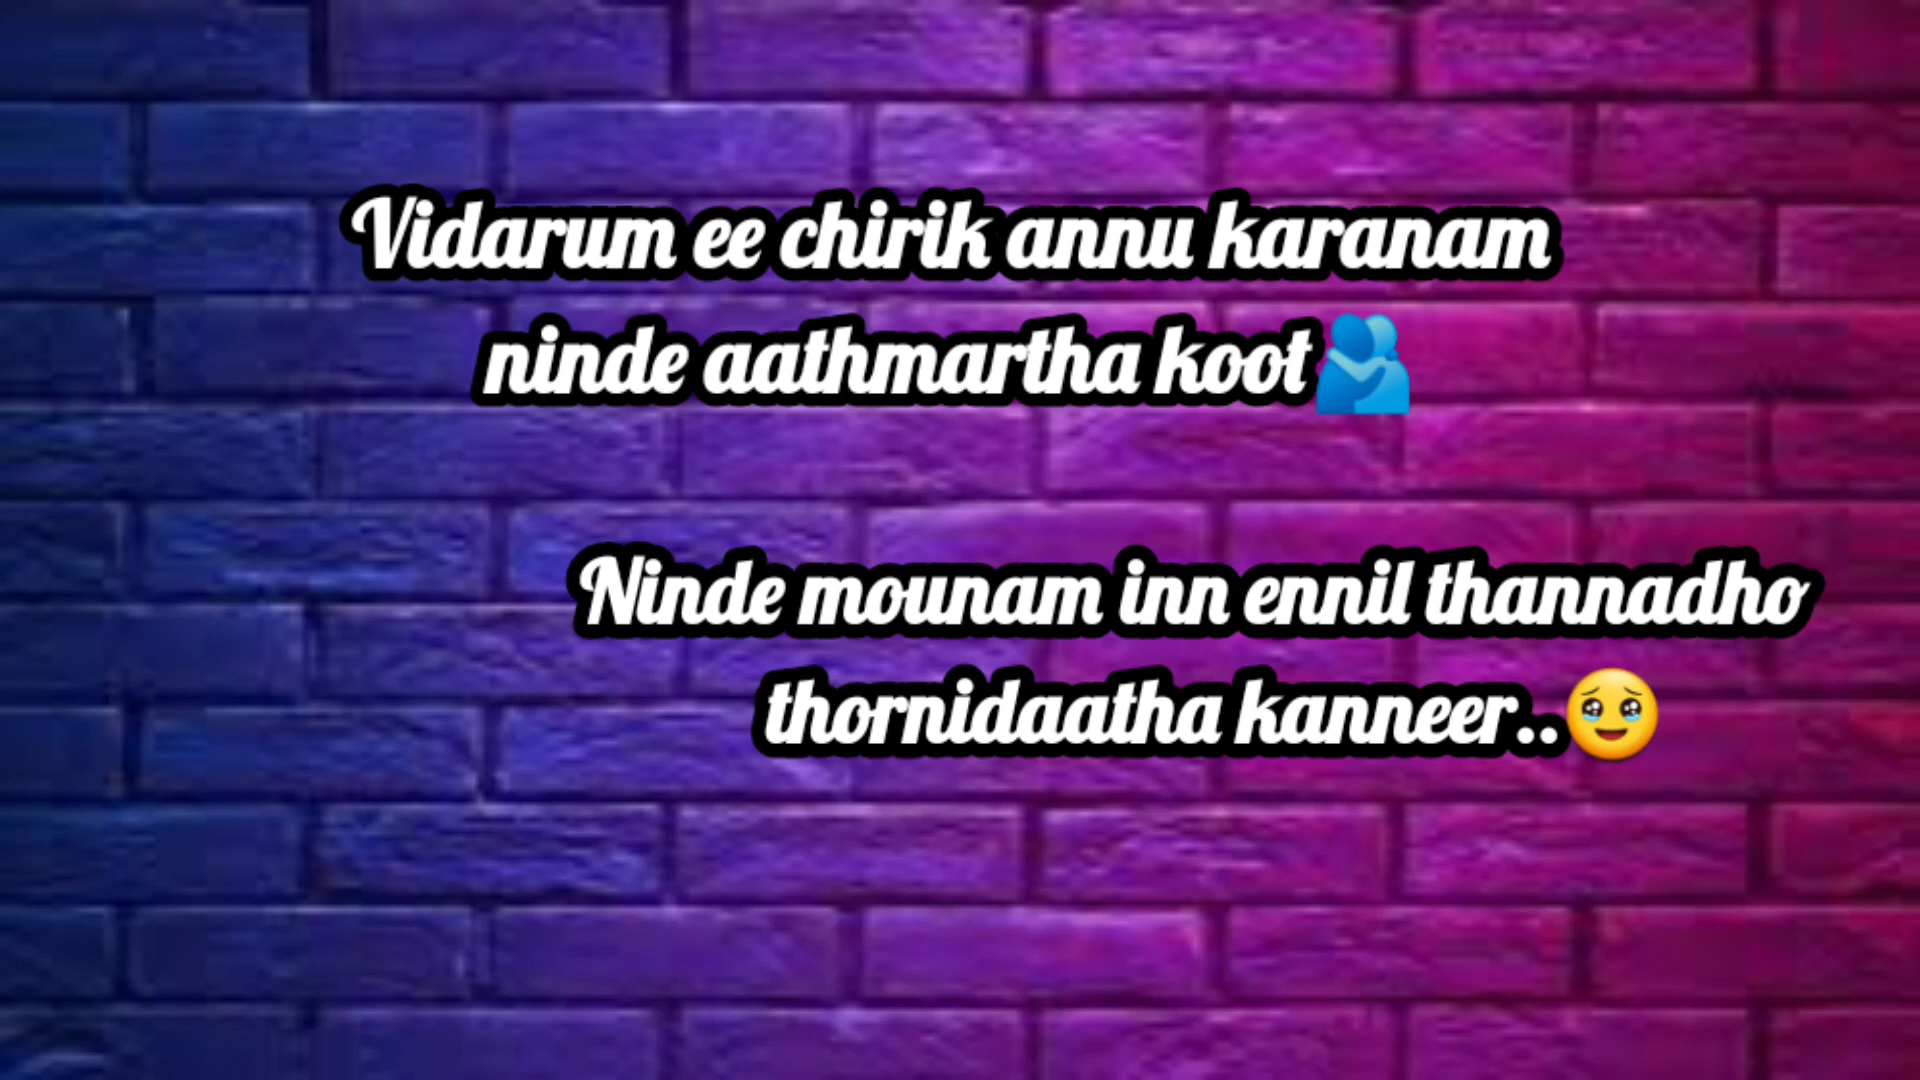 Vidarum ee chirik annu karanam
ninde aathmartha koot🫂
Ninde mounam inn ennil thannadho
thornidaatha kanneer..🥹